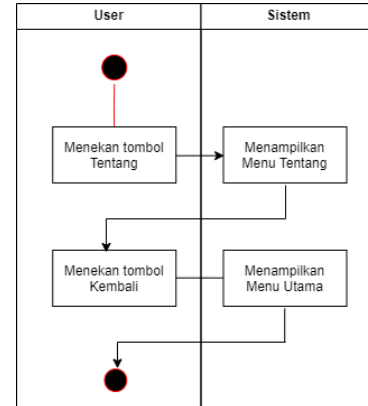 User
Sistem
Menekan tombol
Tentang
Menampilkan
Menu Tentang
Menekan tombol
Kembali
Menampilkan
Menu Utama